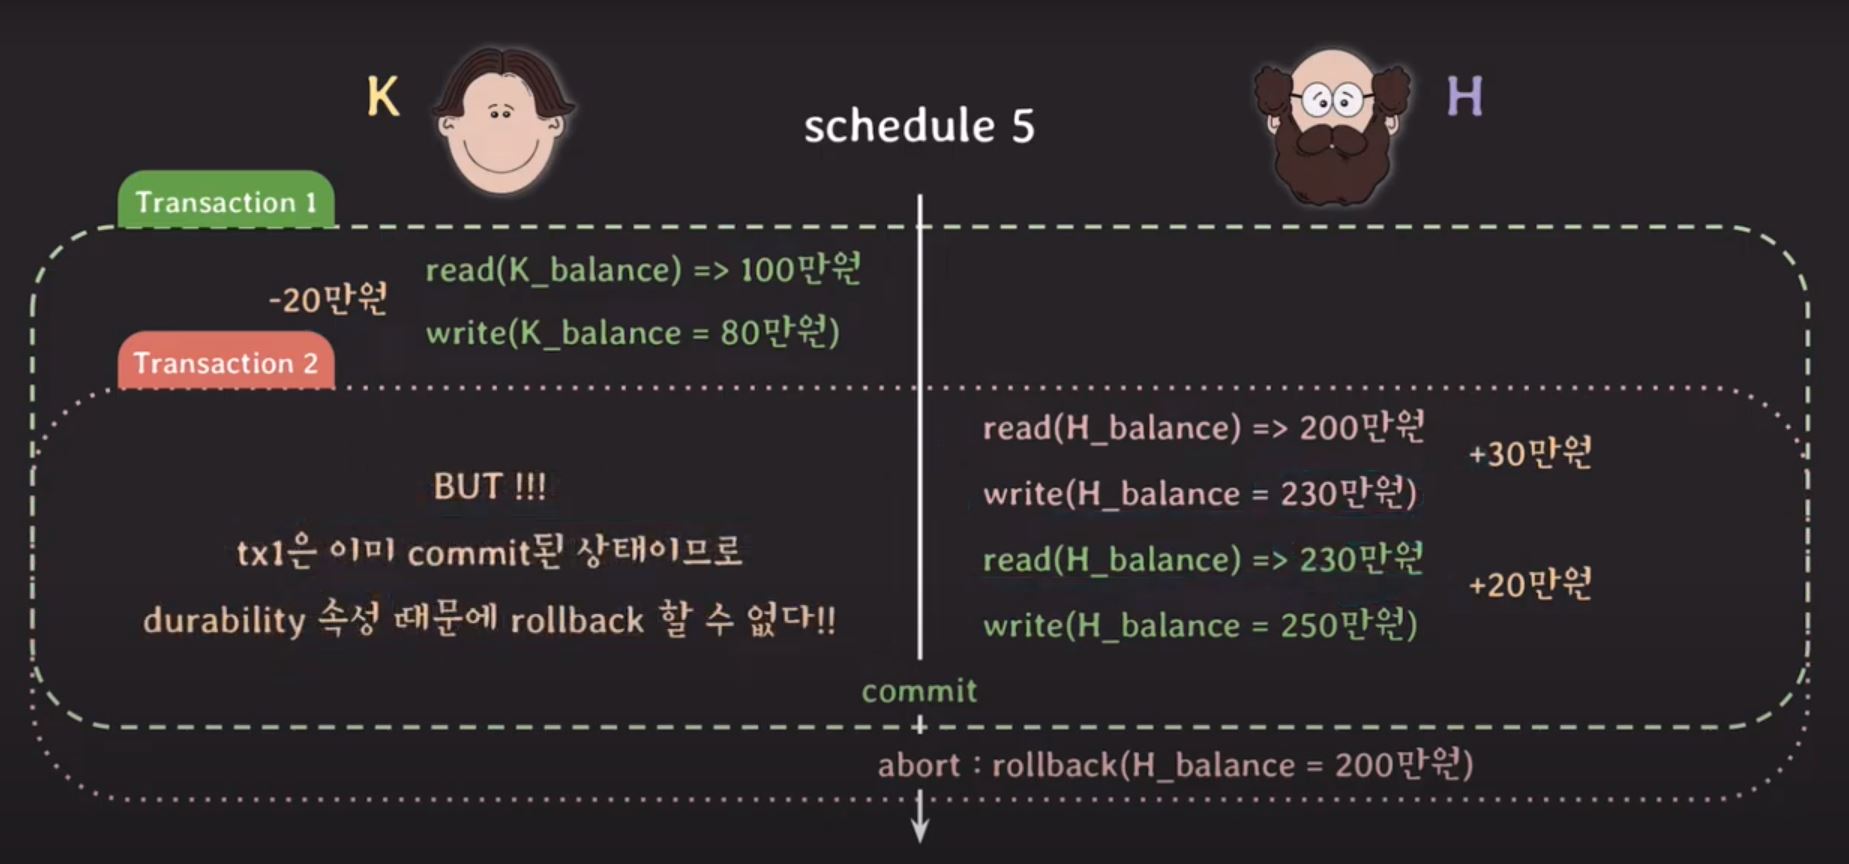 K
schedule 5
H
Transaction 1
-20만원
read(K_balance) => 100만원
write(K_balance = 80만원)
Transaction 2
read(H_balance) => 200만원
+30만원
write(H_balance = 230만원)
BUT !!!
tx1은 이미 commit된 상태이므로
durability 속성 때문에 rollback 할 수 없다!!
read(H_balance) => 230만원
+20만원
write(H_balance = 250만원)
commit
abort : rollback(H_balance = 200만원)